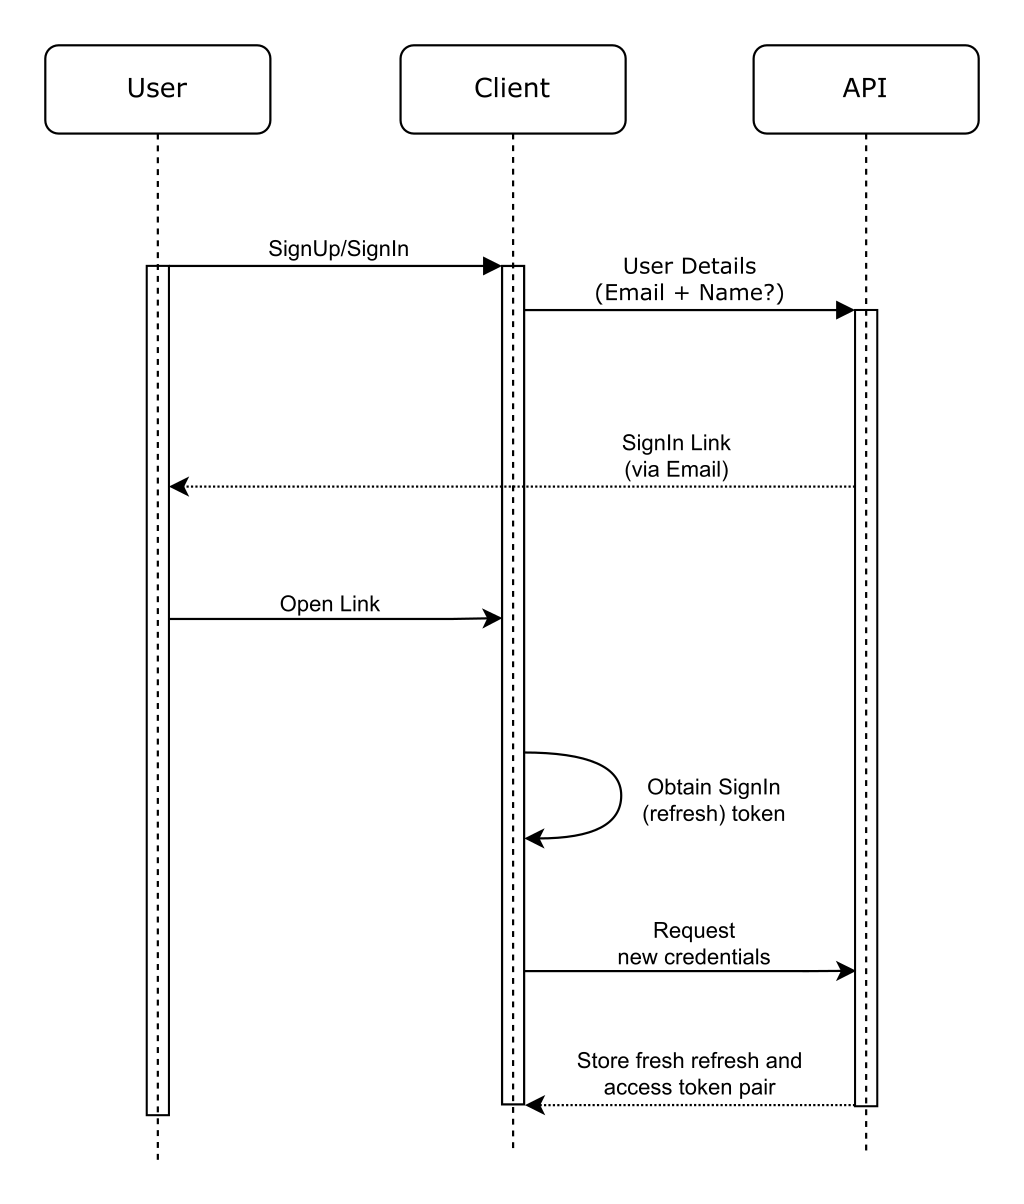 User
Client
API
SignUp/SignIn
User Details
(Email + Name?)
SignIn Link
(via Email)
Open Link
Obtain SignIn
(refresh) token
Request
new credentials
Store fresh refresh and
access token pair